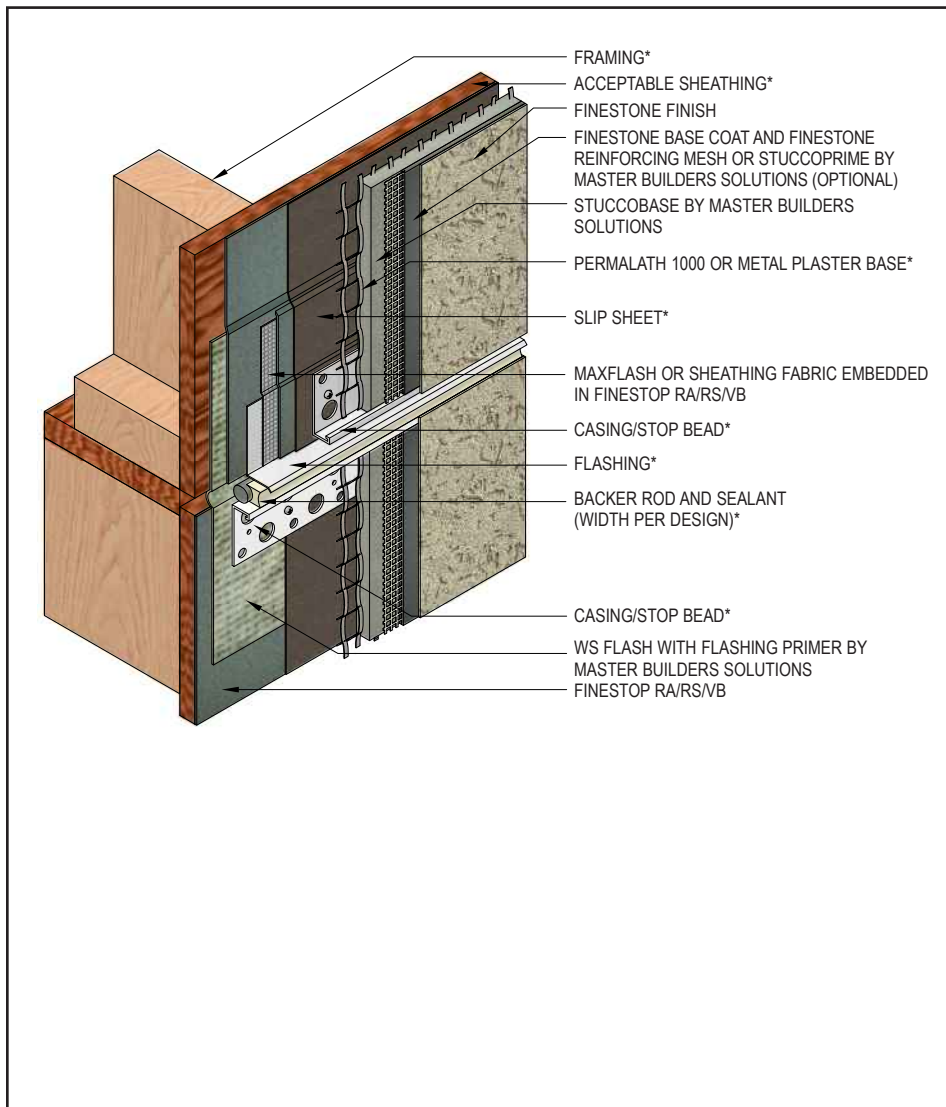 FRAMING*
ACCEPTABLE SHEATHING*
FINESTONE FINISH
FINESTONE BASE COAT AND FINESTONE
REINFORCING MESH OR STUCCOPRIME BY
MASTER BUILDERS SOLUTIONS (OPTIONAL)
STUCCOBASE BY MASTER BUILDERS
SOLUTIONS
PERMALATH 1000 OR METAL PLASTER BASE*
SLIP SHEET*
MAXFLASH OR SHEATHING FABRIC EMBEDDED
IN FINESTOP RA/RS/VB
CASING/STOP BEAD*
FLASHING*
BACKER ROD AND SEALANT
(WIDTH PER DESIGN)*
CASING/STOP BEAD*
WS FLASH WITH FLASHING PRIMER BY
MASTER BUILDERS SOLUTIONS
FINESTOP RA/RS/VB